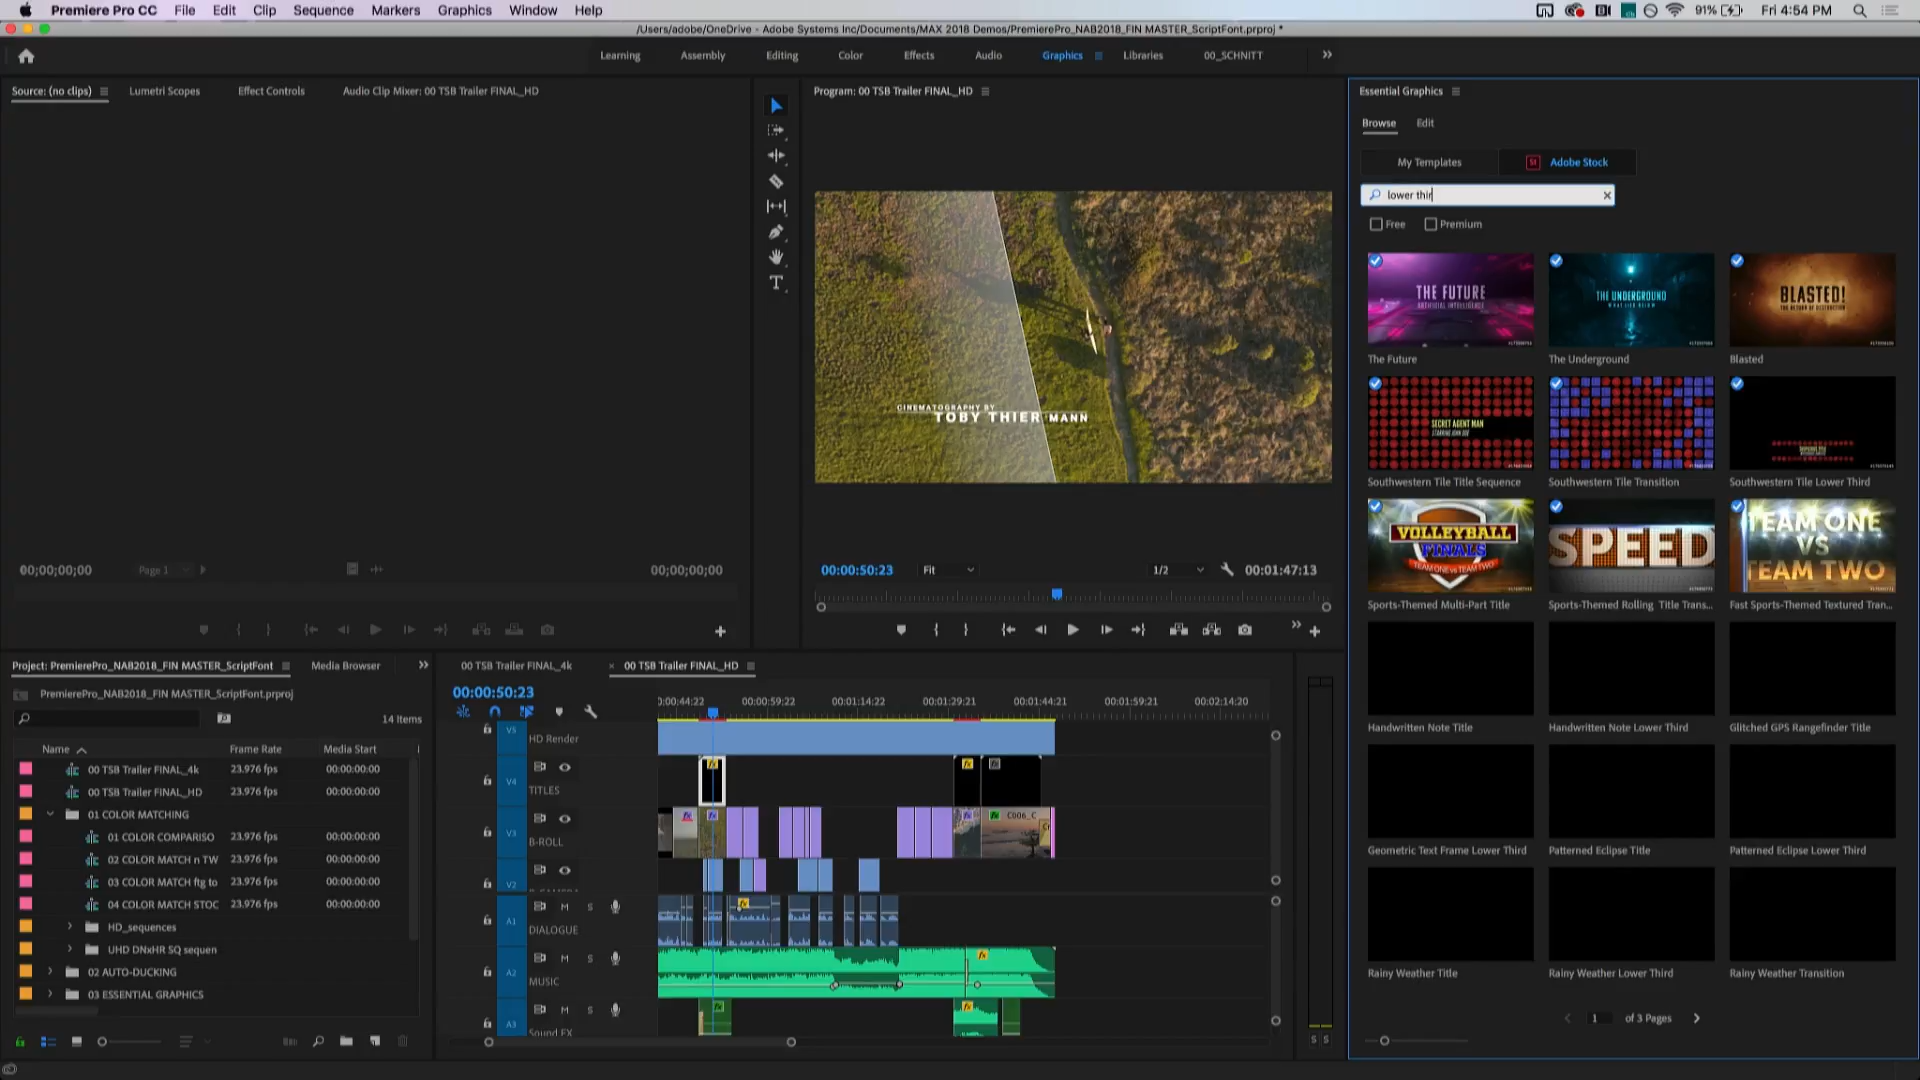 Premiere Pro CC File Edit Clip Sequence Markers Graphics Window Help 91% Fri 4:54 PM
/Users/adobe/OneDrive - Adobe Systems Inc/Documents/MAX 2018 Demos/PremierePro_NAB2018_FIN MASTER_ScriptFont.prproj *
Learning Assembly Editing Color Effects Audio Graphics Libraries 00_SCHNITT
Source: (no clips) Lumetri Scopes Effect Controls Audio Clip Mixer: 00 TSB Trailer FINAL_HD
Program: 00 TSB Trailer FINAL_HD
CINEMATOGRAPHY BY
TOBY THIER MANN
00;00;00;00 Page 1 00;00;00;00
00:00:50:23 Fit 1/2 00:01:47:13
Essential Graphics
Browse Edit
My Templates St Adobe Stock
lower thir
Free Premium
THE FUTURE
ARTIFICIAL INTELLIGENCE
THE UNDERGROUND
WHAT LIES BELOW
BLASTED!
THE RETURN OF DESTRUCTION
The Future The Underground Blasted
SECRET AGENT MAN
STARRING JOHN DOE
Southwestern Tile Title Sequence Southwestern Tile Transition Southwestern Tile Lower Third
VOLLEYBALL
FINALS
TEAM ONE vs TEAM TWO
SPEED
TEAM ONE
VS
TEAM TWO
Sports-Themed Multi-Part Title Sports-Themed Rolling Title Trans... Fast Sports-Themed Textured Tran...
Handwritten Note Title Handwritten Note Lower Third Glitched GPS Rangefinder Title
Geometric Text Frame Lower Third Patterned Eclipse Title Patterned Eclipse Lower Third
Rainy Weather Title Rainy Weather Lower Third Rainy Weather Transition
1 of 3 Pages
Project: PremierePro_NAB2018_FIN MASTER_ScriptFont Media Browser
PremierePro_NAB2018_FIN MASTER_ScriptFont.prproj
14 Items
Name Frame Rate Media Start
00 TSB Trailer FINAL_4k 23.976 fps 00:00:00:00
00 TSB Trailer FINAL_HD 23.976 fps 00:00:00:00
01 COLOR MATCHING
01 COLOR COMPARISO 23.976 fps 00:00:00:00
02 COLOR MATCH n TW 23.976 fps 00:00:00:00
03 COLOR MATCH ftg to 23.976 fps 00:00:00:00
04 COLOR MATCH STOC 23.976 fps 00:00:00:00
HD_sequences
UHD DNxHR SQ sequen
02 AUTO-DUCKING
03 ESSENTIAL GRAPHICS
00 TSB Trailer FINAL_4k × 00 TSB Trailer FINAL_HD
00:00:50:23
):00:44:22 00:00:59:22 00:01:14:22 00:01:29:21 00:01:44:21 00:01:59:21 00:02:14:20
V5 HD Render
V4 TITLES
V3 B-ROLL
C006_C
V2
A1 M S
DIALOGUE
A2 M S
MUSIC
A3 M S
Sound FX
S S